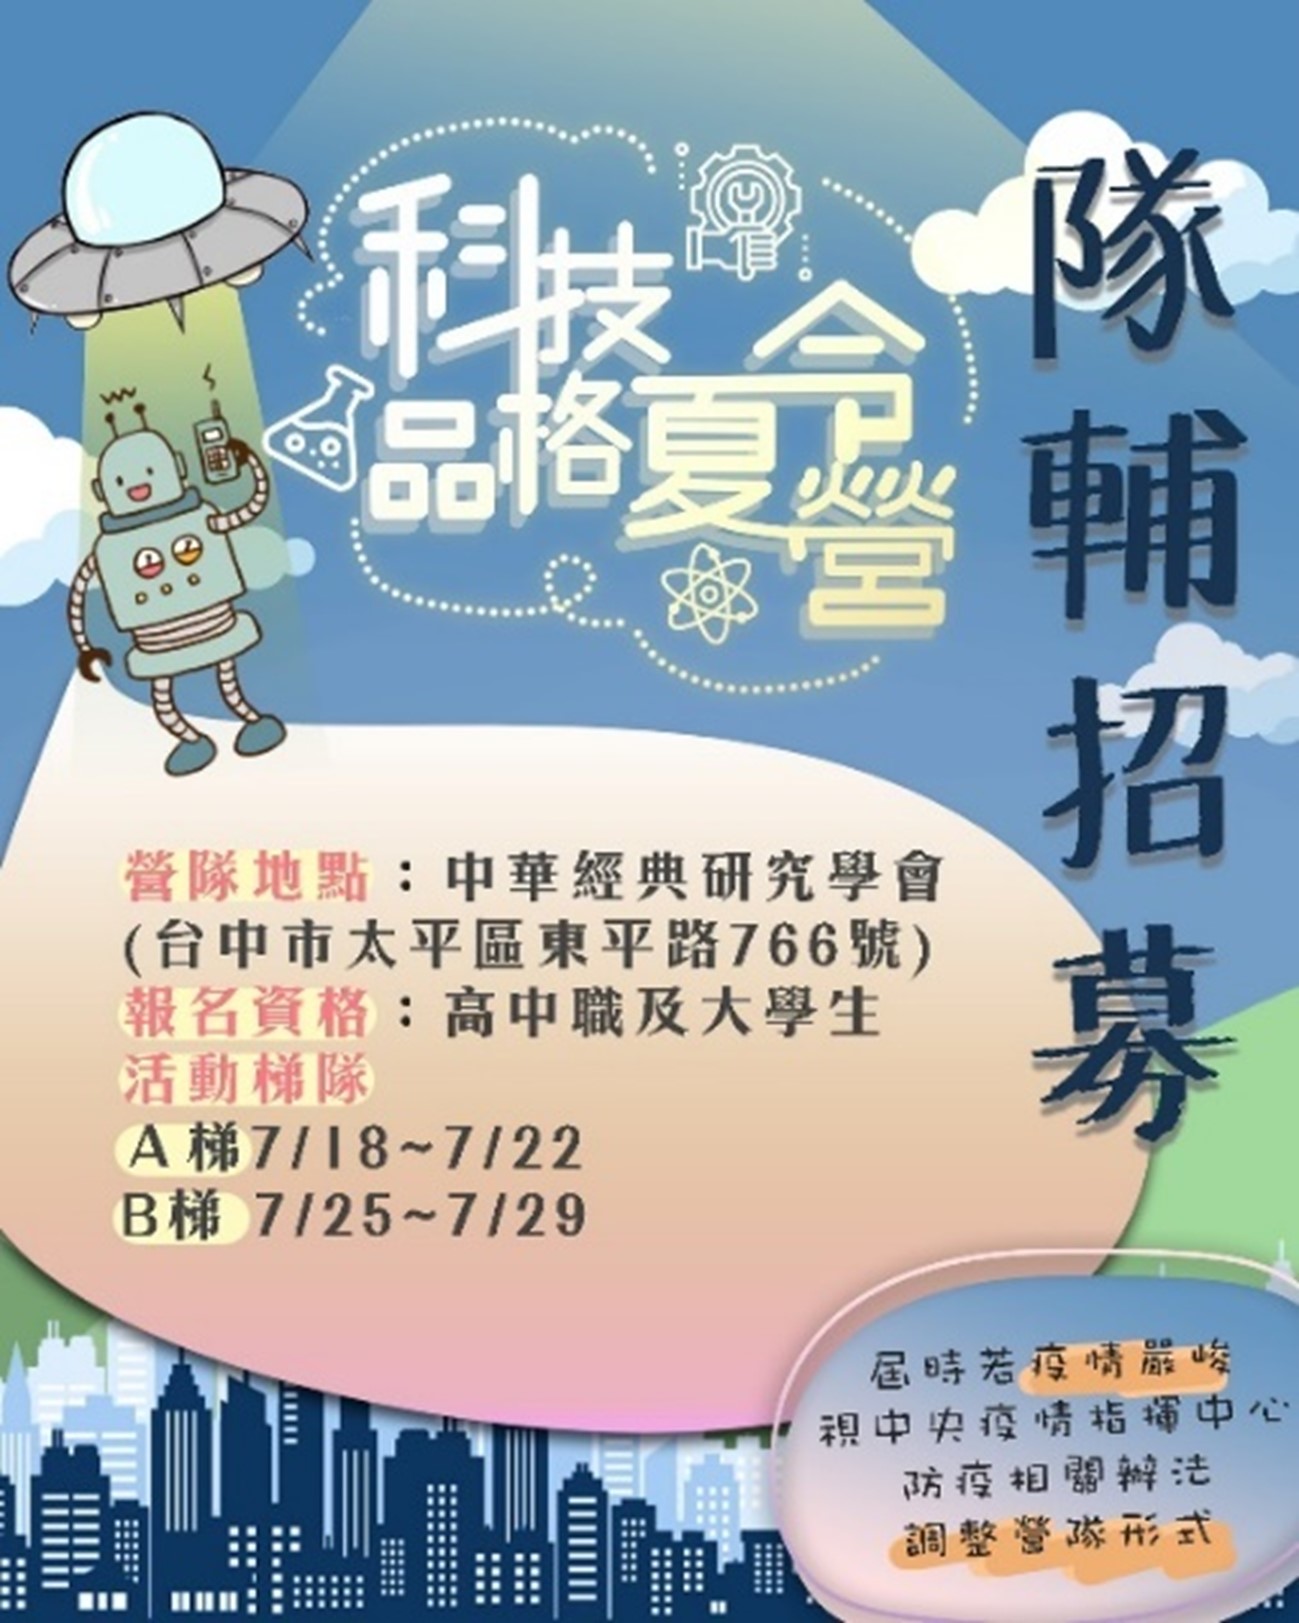 科技
品格夏令營
隊輔招募
營隊地點：中華經典研究學會
(台中市太平區東平路766號)
報名資格：高中職及大學生
活動梯隊
A梯7/18~7/22
B梯 7/25~7/29
屆時若疫情嚴峻
視中央疫情指揮中心
防疫相關辦法
調整營隊形式